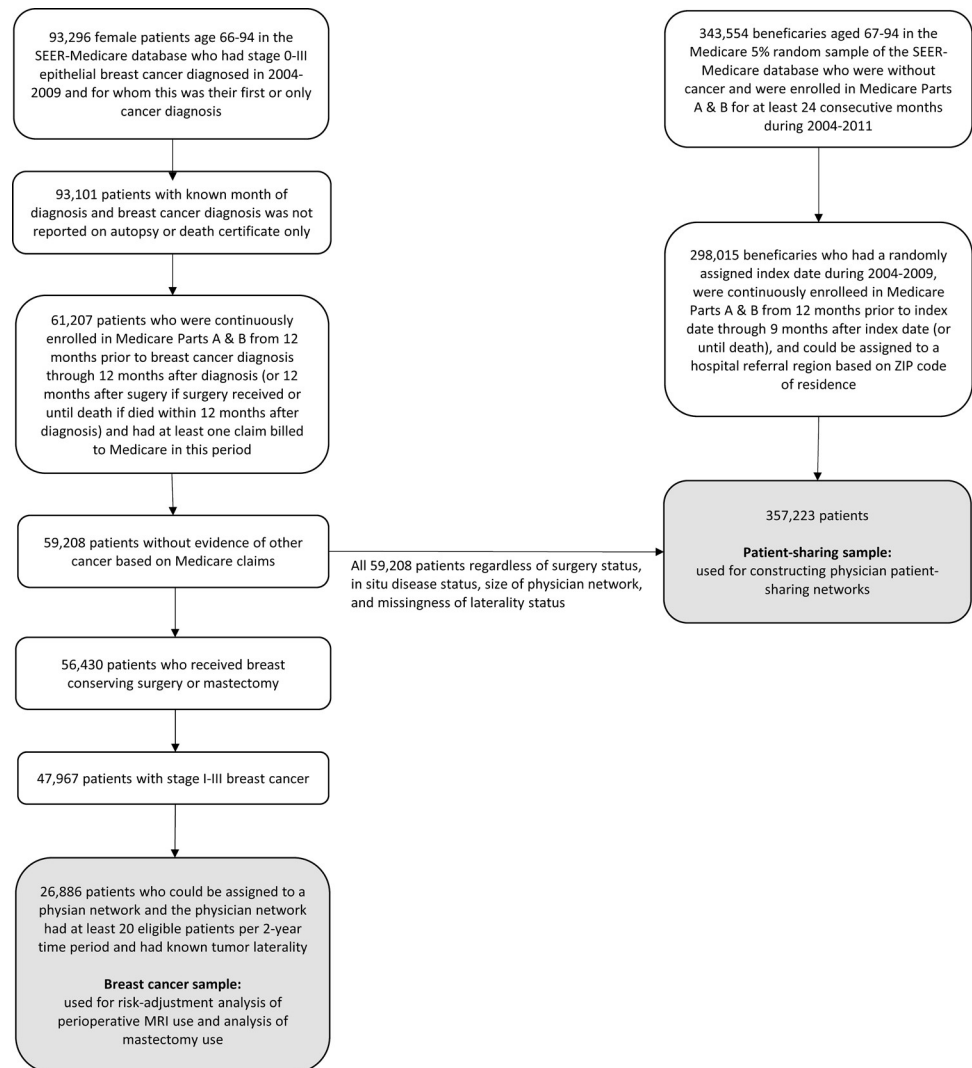 93,296 female patients age 66-94 in the
SEER-Medicare database who had stage 0-III
epithelial breast cancer diagnosed in 2004-
2009 and for whom this was their first or only
cancer diagnosis
93,101 patients with known month of
diagnosis and breast cancer diagnosis was not
reported on autopsy or death certificate only
61,207 patients who were continuously
enrolled in Medicare Parts A & B from 12
months prior to breast cancer diagnosis
through 12 months after diagnosis (or 12
months after sugery if surgery received or
until death if died within 12 months after
diagnosis) and had at least one claim billed
to Medicare in this period
59,208 patients without evidence of other
cancer based on Medicare claims
All 59,208 patients regardless of surgery status,
in situ disease status, size of physician network,
and missingness of laterality status
56,430 patients who received breast
conserving surgery or mastectomy
47,967 patients with stage I-III breast cancer
26,886 patients who could be assigned to a
physian network and the physician network
had at least 20 eligible patients per 2-year
time period and had known tumor laterality
Breast cancer sample:
used for risk-adjustment analysis of
perioperative MRI use and analysis of
mastectomy use
343,554 beneficaries aged 67-94 in the
Medicare 5% random sample of the SEER-
Medicare database who were without
cancer and were enrolled in Medicare Parts
A & B for at least 24 consecutive months
during 2004-2011
298,015 beneficaries who had a randomly
assigned index date during 2004-2009,
were continuously enrolleed in Medicare
Parts A & B from 12 months prior to index
date through 9 months after index date (or
until death), and could be assigned to a
hospital referral region based on ZIP code
of residence
357,223 patients
Patient-sharing sample:
used for constructing physician patient-
sharing networks